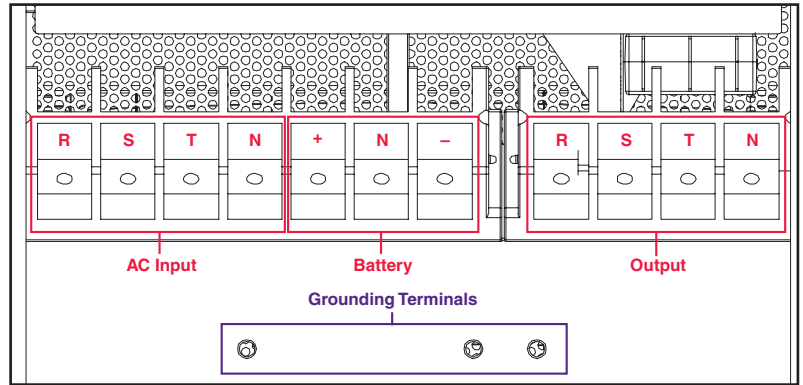 R S T N + N – R S T N
AC Input Battery Output
Grounding Terminals